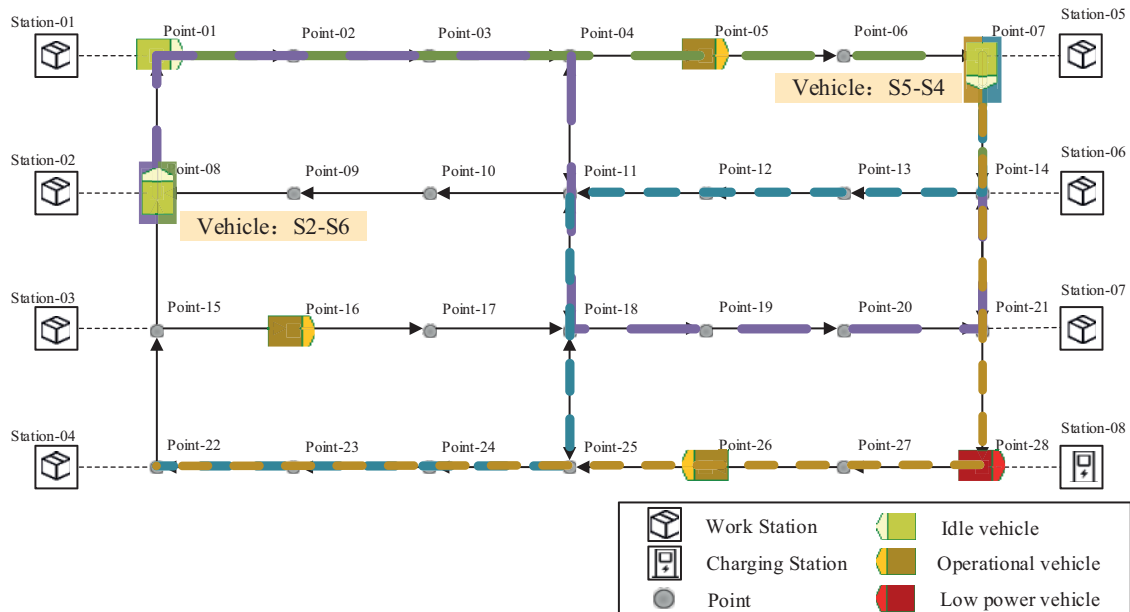 Station-01
Point-01
Point-02
Point-03
Point-04
Point-05
Point-06
Point-07
Station-05
Vehicle: S5-S4
Station-02
Point-08
Point-09
Point-10
Point-11
Point-12
Point-13
Point-14
Station-06
Vehicle: S2-S6
Station-03
Point-15
Point-16
Point-17
Point-18
Point-19
Point-20
Point-21
Station-07
Station-04
Point-22
Point-23
Point-24
Point-25
Point-26
Point-27
Point-28
Station-08
Work Station
Idle vehicle
Charging Station
Operational vehicle
Point
Low power vehicle